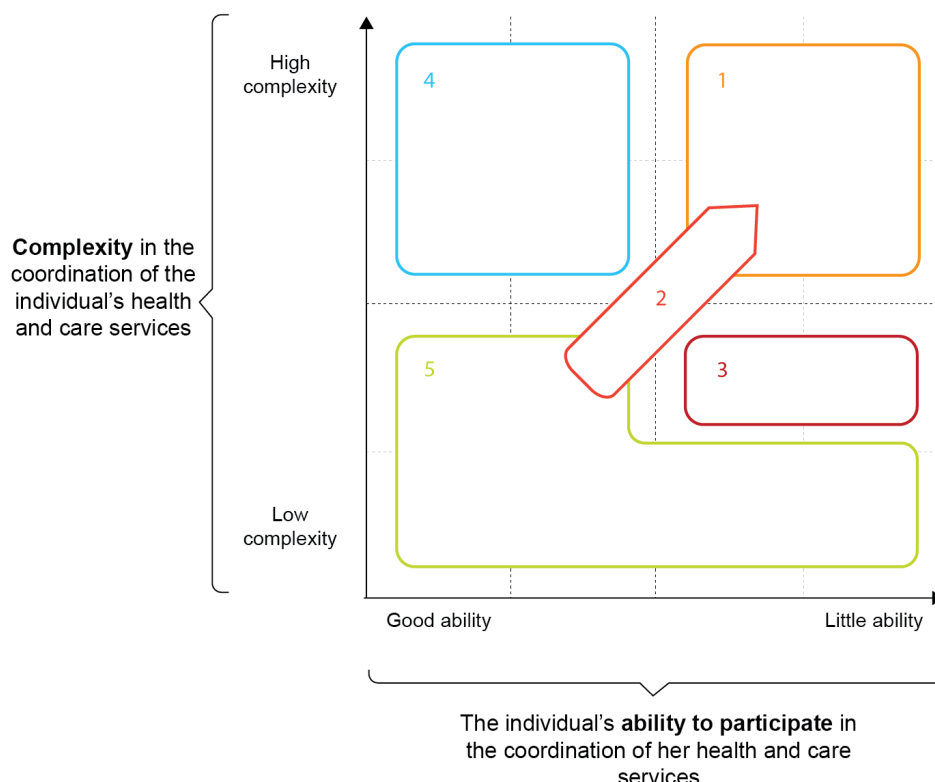 High
complexity
4
1
Complexity in the
coordination of the
individual’s health
and care services
2
5
3
Low
complexity
Good ability
Little ability
The individual’s ability to participate in
the coordination of her health and care
services